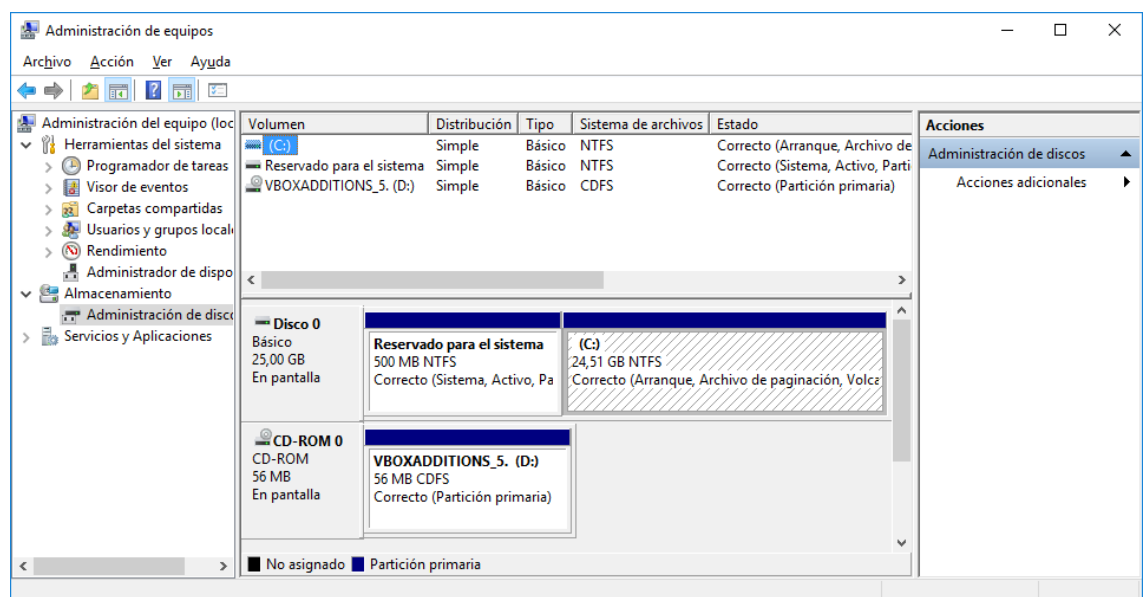 Administración de equipos
Archivo Acción Ver Ayuda
Administración del equipo (loc
Herramientas del sistema
Programador de tareas
Visor de eventos
Carpetas compartidas
Usuarios y grupos locale
Rendimiento
Administrador de dispo
Almacenamiento
Administración de disco
Servicios y Aplicaciones
Volumen Distribución Tipo Sistema de archivos Estado
(C:) Simple Básico NTFS Correcto (Arranque, Archivo de
Reservado para el sistema Simple Básico NTFS Correcto (Sistema, Activo, Parti
VBOXADDITIONS_5. (D:) Simple Básico CDFS Correcto (Partición primaria)
Disco 0
Básico
25,00 GB
En pantalla
Reservado para el sistema
500 MB NTFS
Correcto (Sistema, Activo, Pa
(C:)
24,51 GB NTFS
Correcto (Arranque, Archivo de paginación, Volca
CD-ROM 0
CD-ROM
56 MB
En pantalla
VBOXADDITIONS_5. (D:)
56 MB CDFS
Correcto (Partición primaria)
No asignado Partición primaria
Acciones
Administración de discos
Acciones adicionales